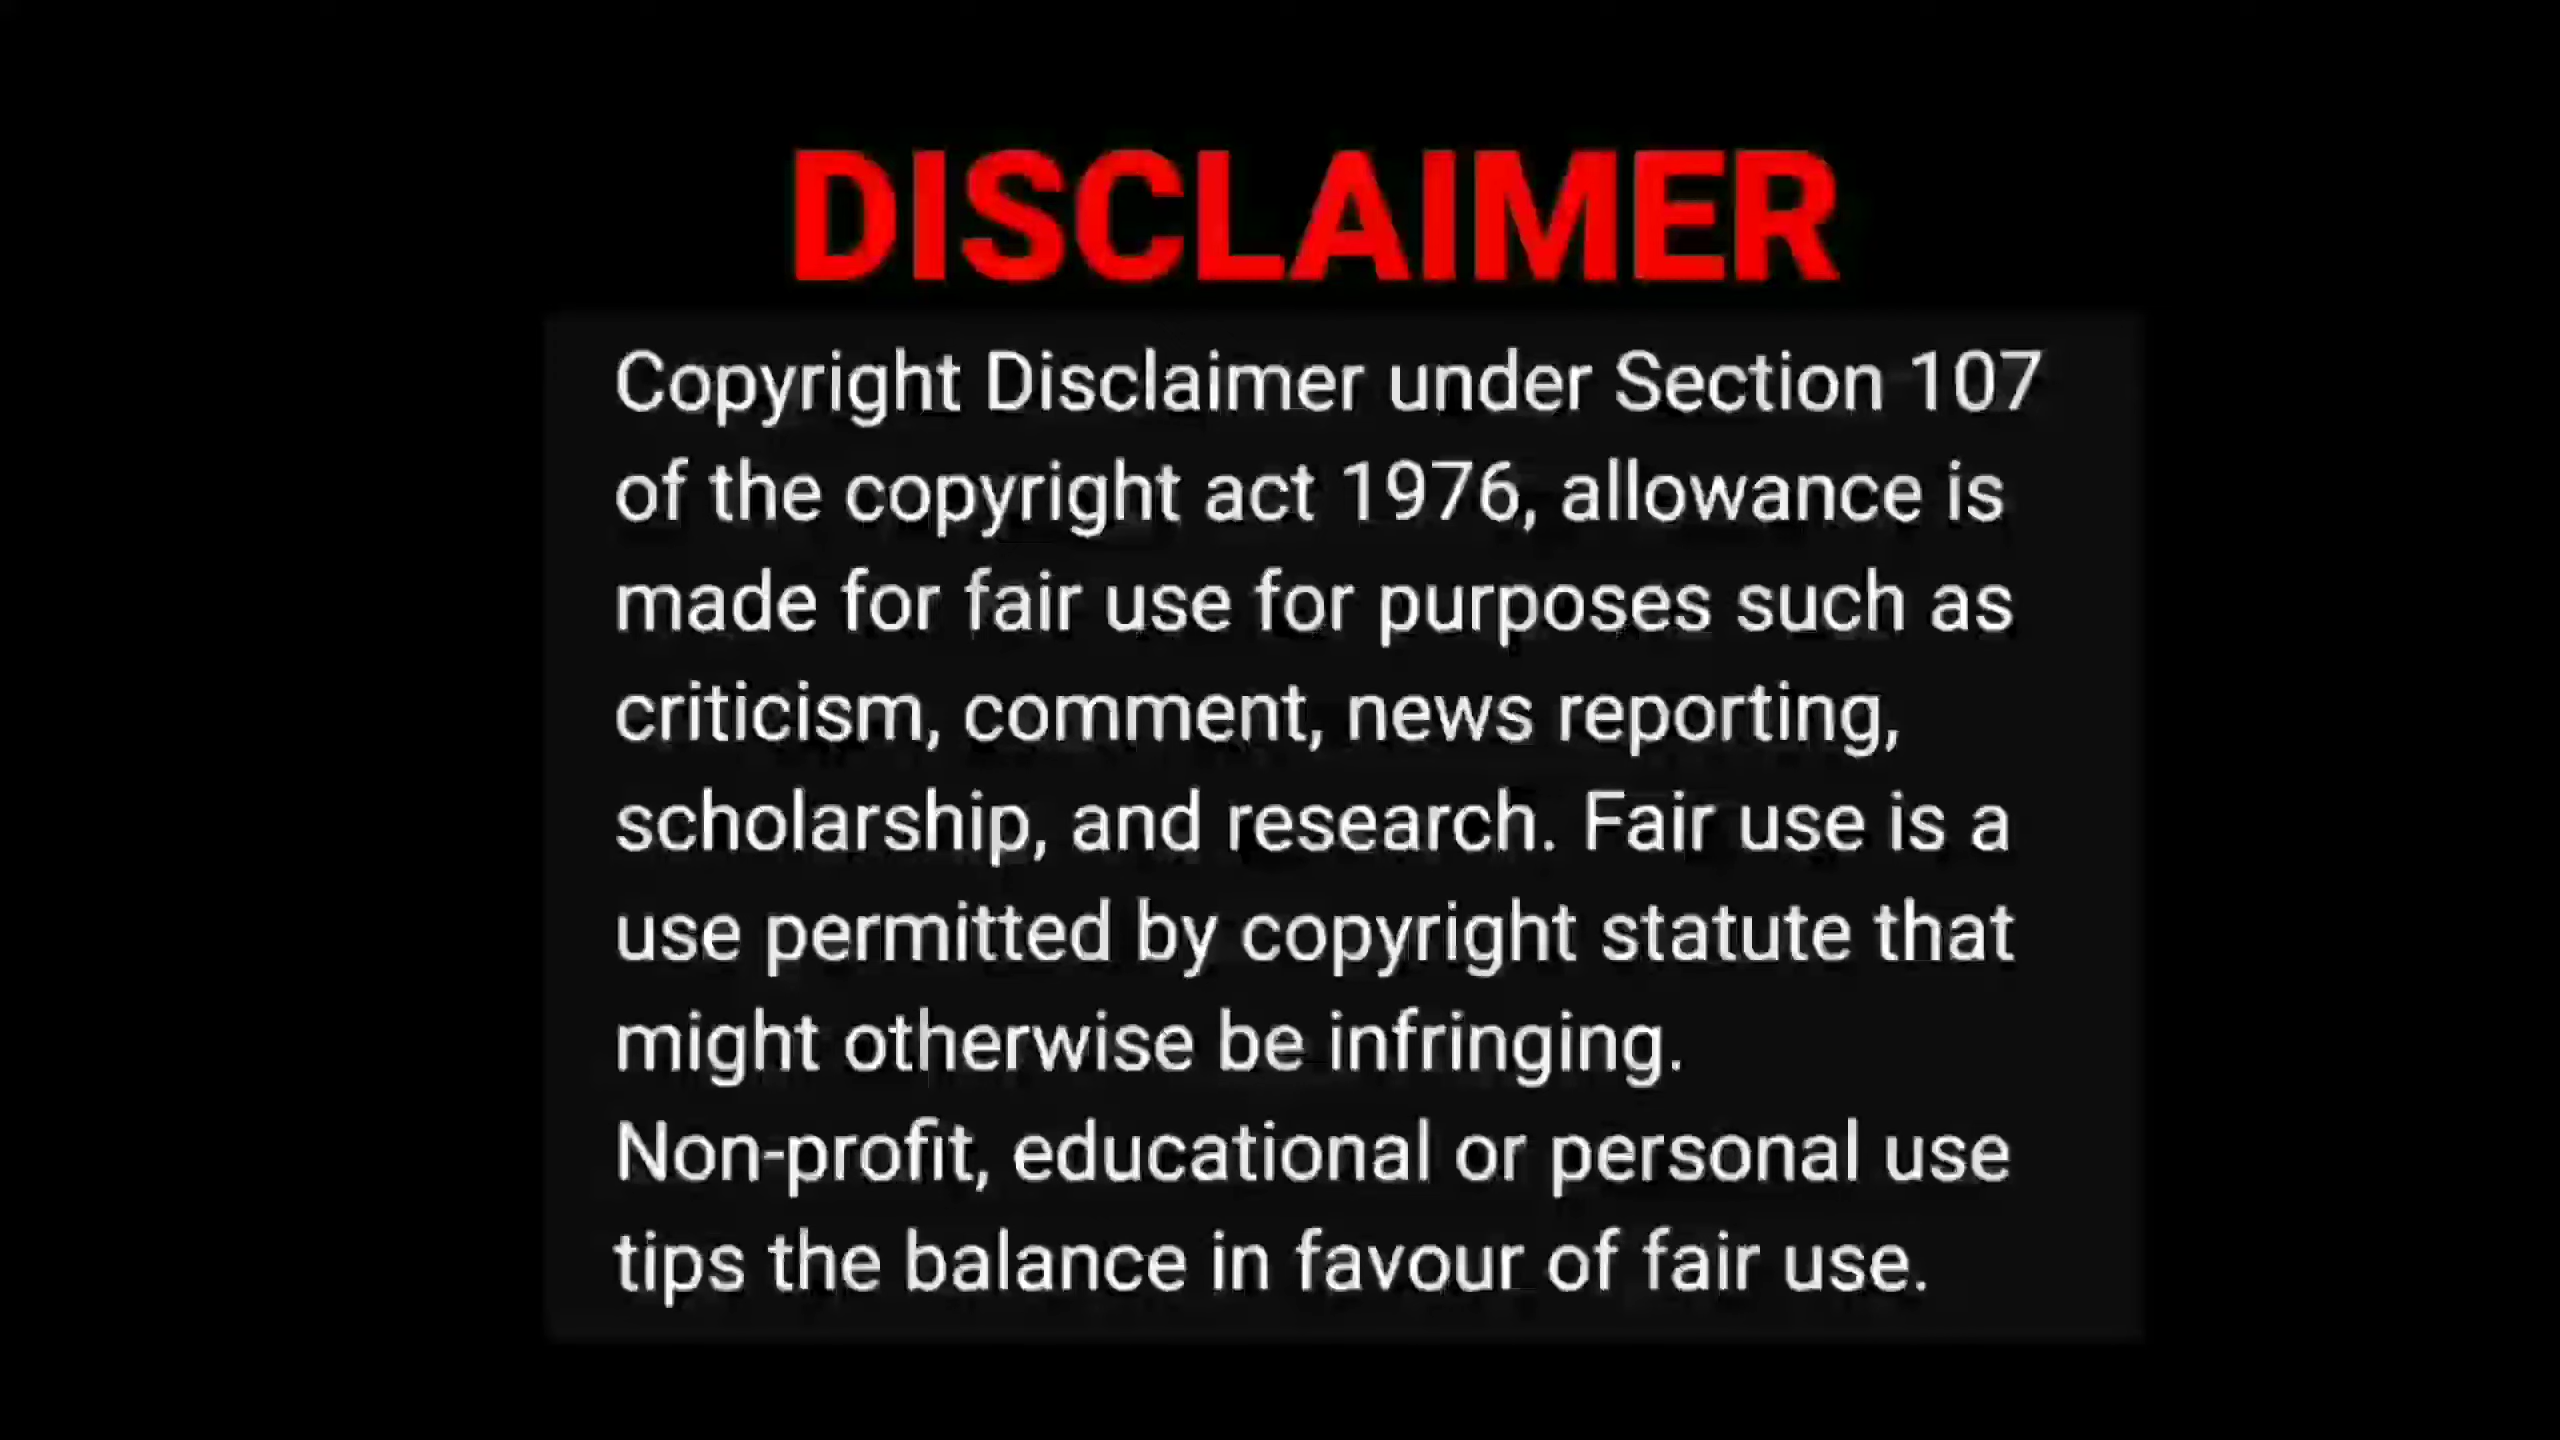 DISCLAIMER
Copyright Disclaimer under Section 107
of the copyright act 1976, allowance is
made for fair use for purposes such as
criticism, comment, news reporting,
scholarship, and research. Fair use is a
use permitted by copyright statute that
might otherwise be infringing.
Non-profit, educational or personal use
tips the balance in favour of fair use.